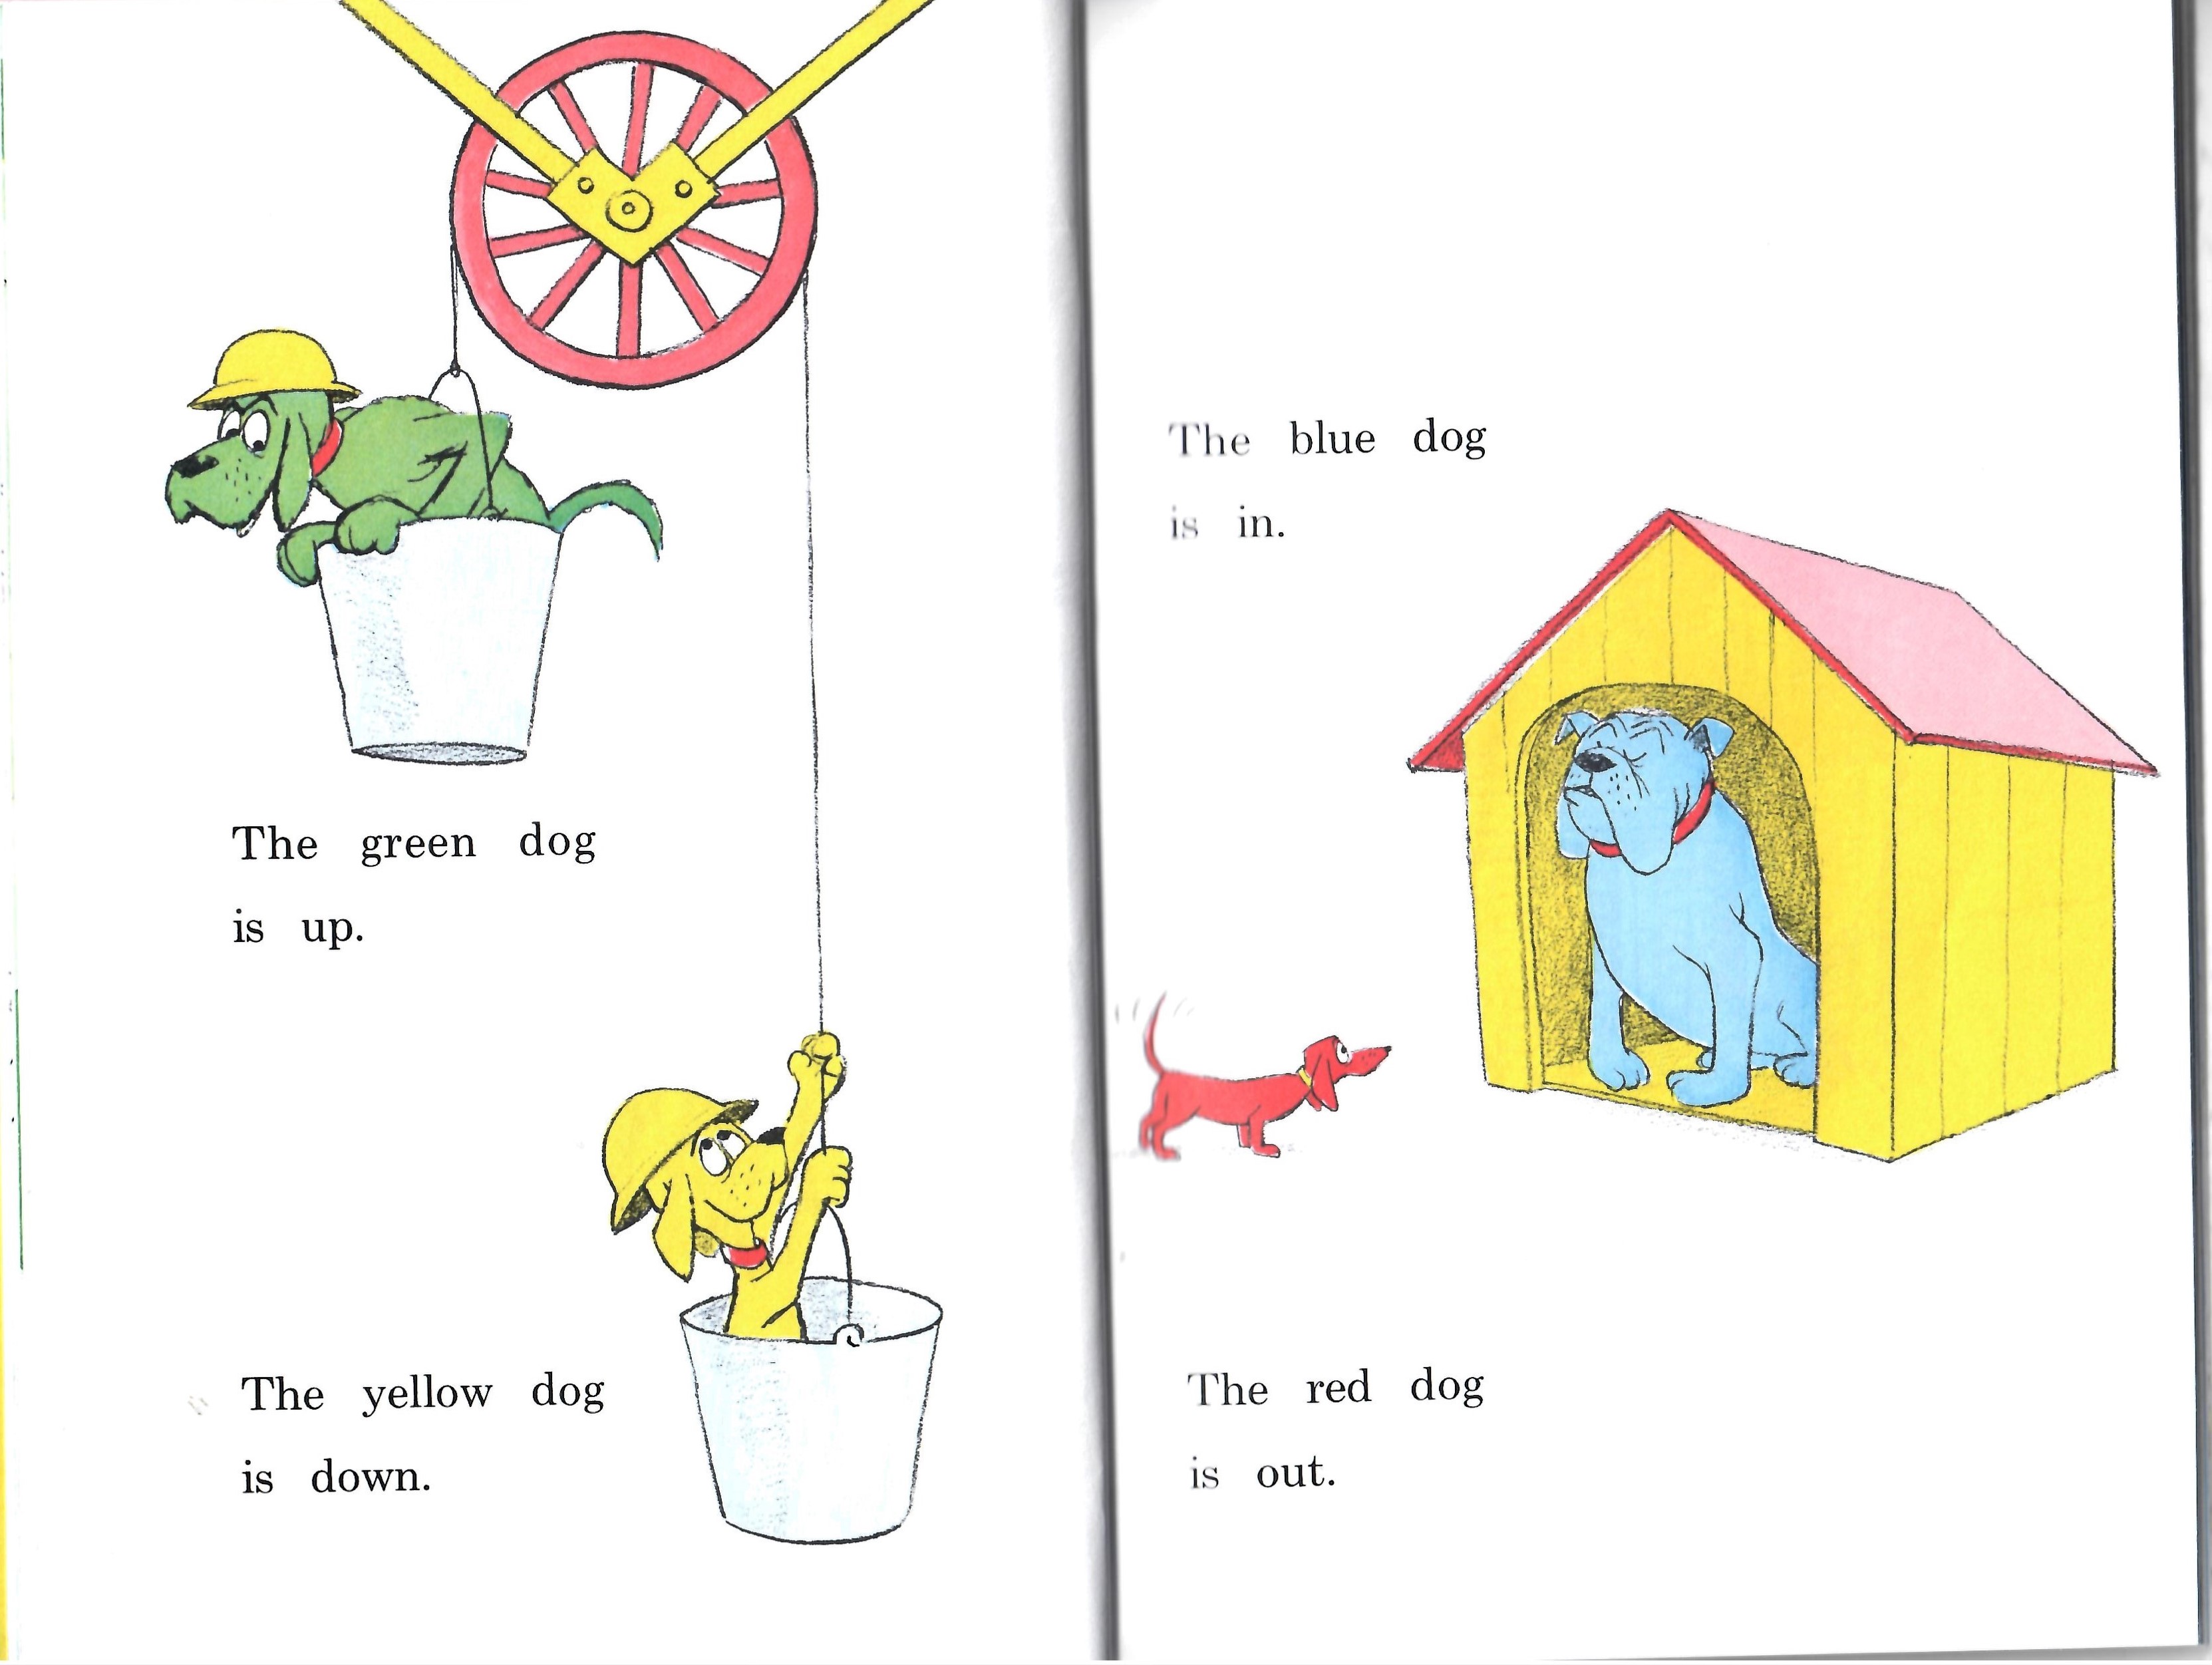 The green dog
is up.
The yellow dog
is down.
The blue dog
is in.
The red dog
is out.